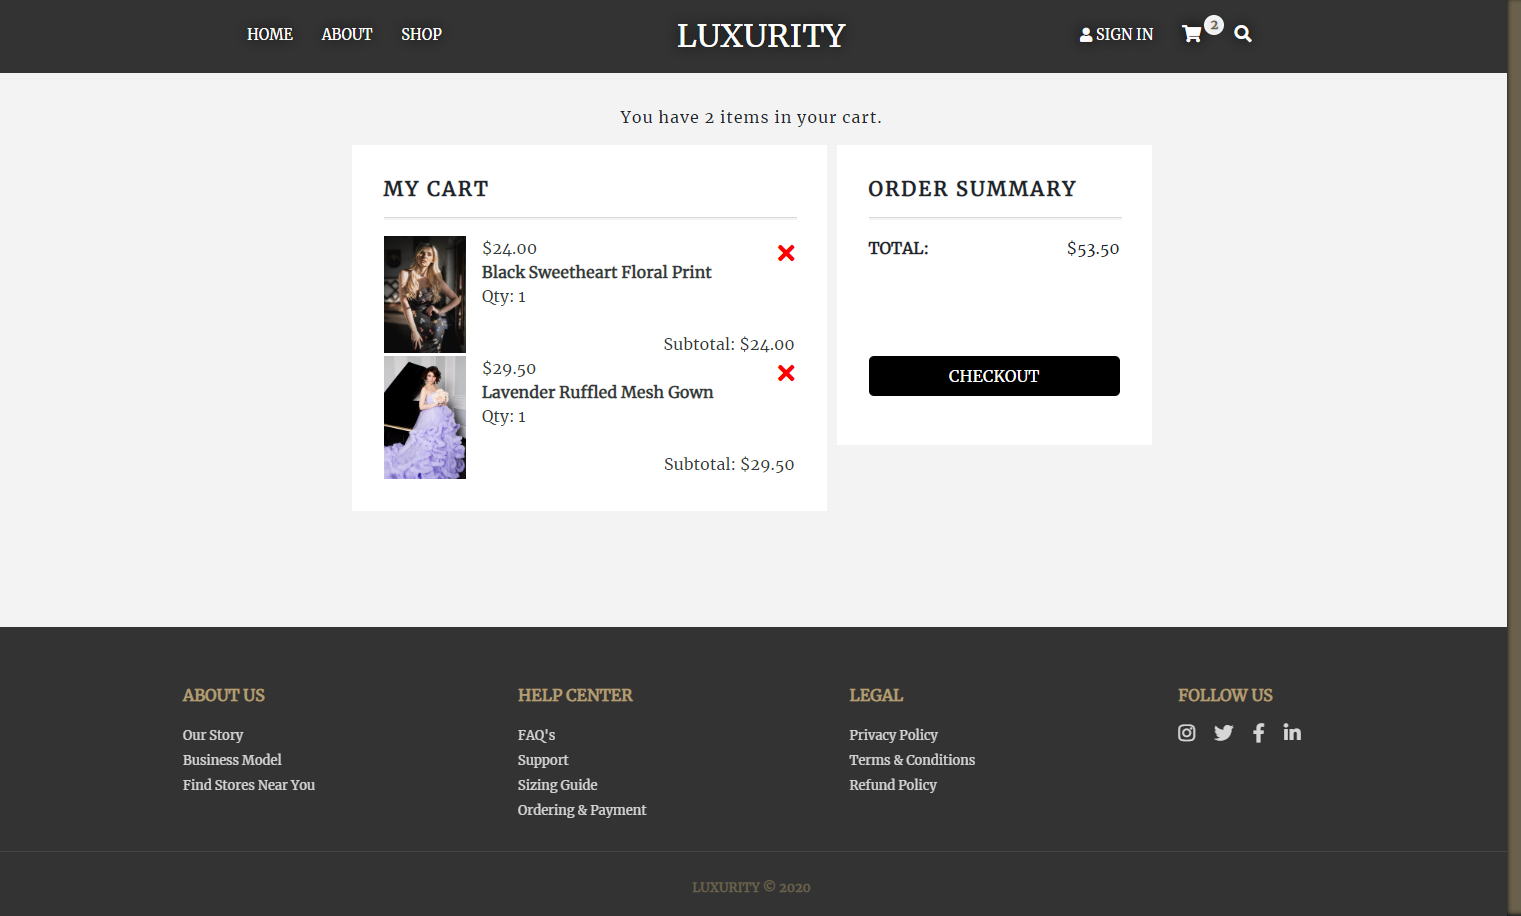 HOME ABOUT SHOP LUXURITY SIGN IN 2
You have 2 items in your cart.
MY CART
$24.00
Black Sweetheart Floral Print
Qty: 1
Subtotal: $24.00
$29.50
Lavender Ruffled Mesh Gown
Qty: 1
Subtotal: $29.50
ORDER SUMMARY
TOTAL: $53.50
CHECKOUT
ABOUT US
Our Story
Business Model
Find Stores Near You
HELP CENTER
FAQ's
Support
Sizing Guide
Ordering & Payment
LEGAL
Privacy Policy
Terms & Conditions
Refund Policy
FOLLOW US
LUXURITY © 2020